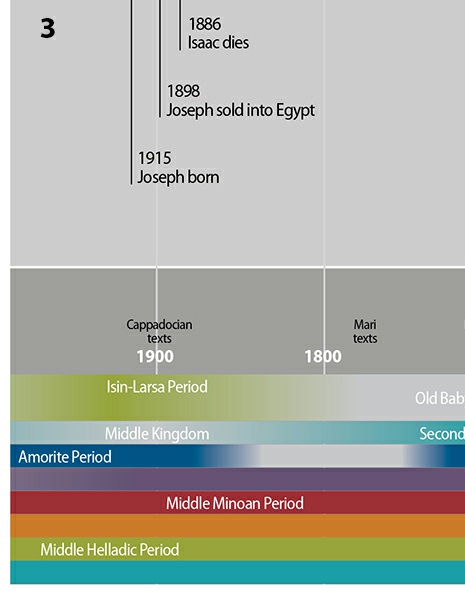 3
1886
Isaac dies
1898
Joseph sold into Egypt
1915
Joseph born
Cappadocian
texts
Mari
texts
1900
1800
Isin-Larsa Period
Old Bab
Middle Kingdom
Second
Amorite Period
Middle Minoan Period
Middle Helladic Period